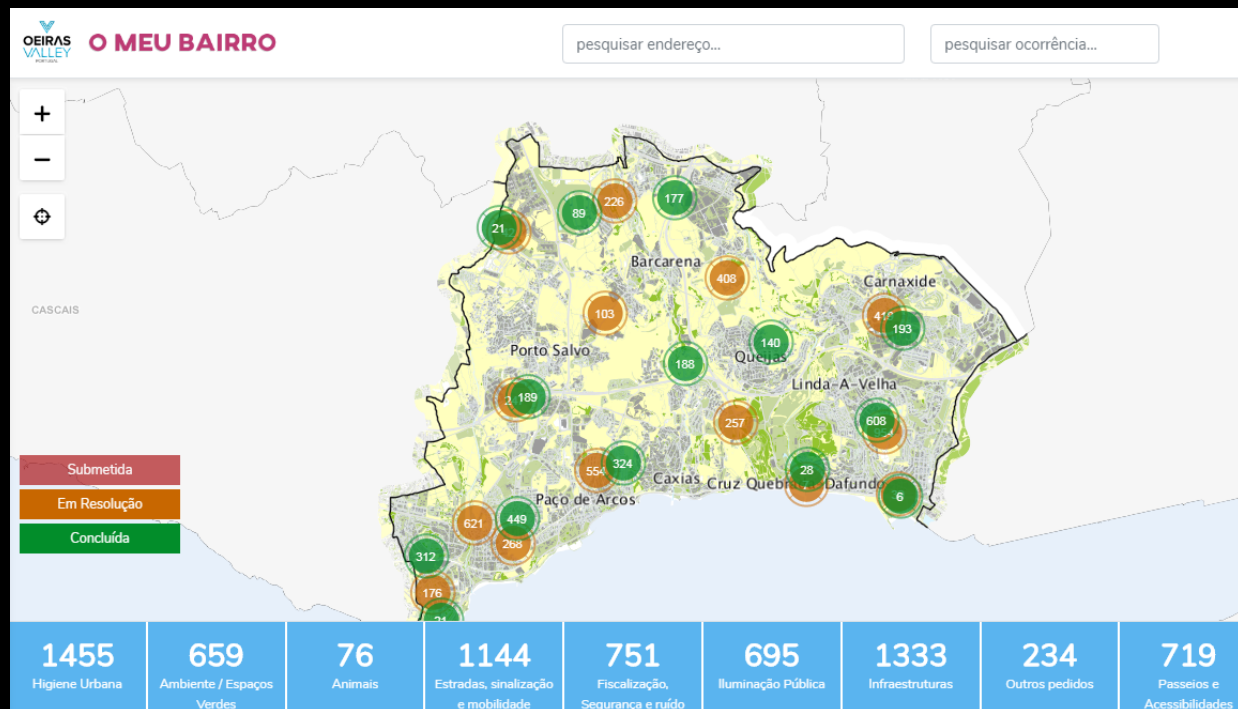 OEIRAS
VALLEY
PORTUGAL
O MEU BAIRRO
pesquisar endereço...
pesquisar ocorrência...
+
−
CASCAIS
177
226
89
21
Barcarena
408
Carnaxide
103
193
140
Porto Salvo
Queijas
188
Linda-A-Velha
189
608
257
324
554
28
Caxias
Cruz Quebrada-Dafundo
6
Paço de Arcos
449
621
268
312
176
21
Submetida
Em Resolução
Concluída
1455
Higiene Urbana
659
Ambiente / Espaços
Verdes
76
Animais
1144
Estradas, sinalização
e mobilidade
751
Fiscalização,
Segurança e ruído
695
Iluminação Pública
1333
Infraestruturas
234
Outros pedidos
719
Passeios e
Acessibilidades